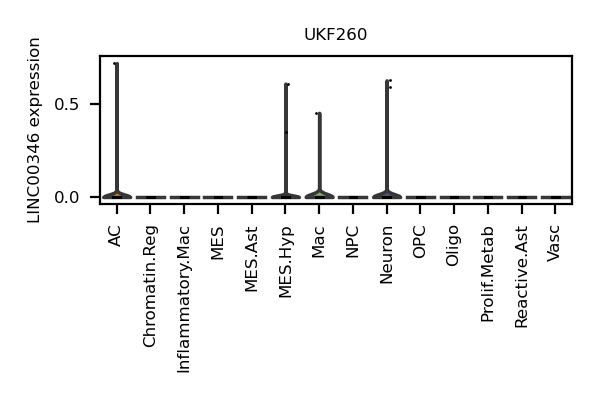 UKF260
LINC00346 expression
0.5
0.0
AC
Chromatin.Reg
Inflammatory.Mac
MES
MES.Ast
MES.Hyp
Mac
NPC
Neuron
OPC
Oligo
Prolif.Metab
Reactive.Ast
Vasc